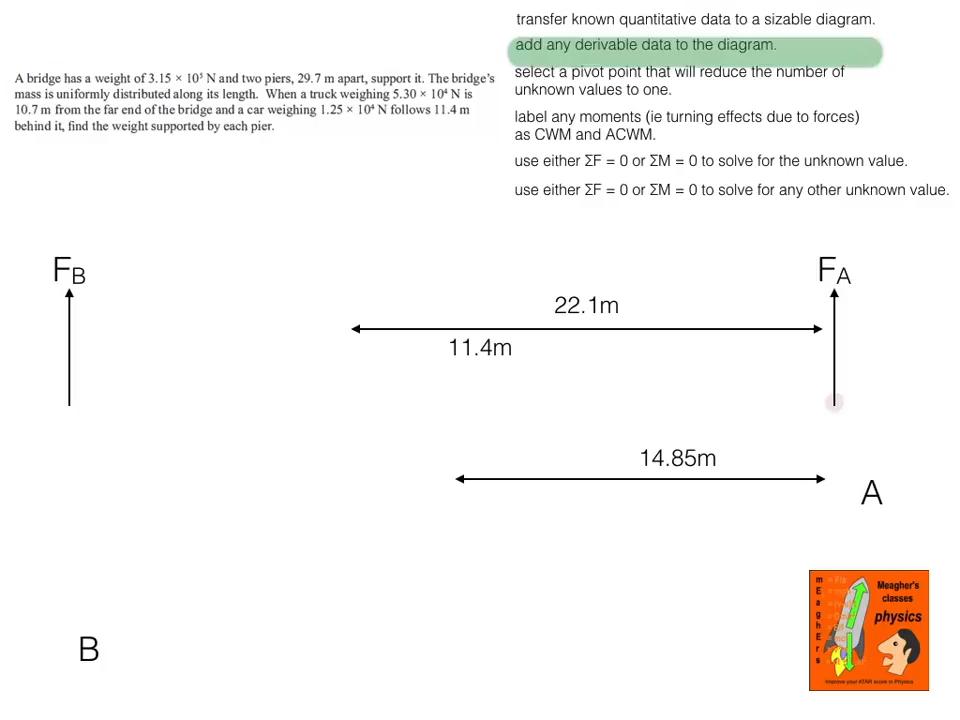 transfer known quantitative data to a sizable diagram.
add any derivable data to the diagram.
select a pivot point that will reduce the number of
unknown values to one.
label any moments (ie turning effects due to forces)
as CWM and ACWM.
use either ΣF = 0 or ΣM = 0 to solve for the unknown value.
use either ΣF = 0 or ΣM = 0 to solve for any other unknown value.
A bridge has a weight of 3.15 × 10⁵ N and two piers, 29.7 m apart, support it. The bridge's
mass is uniformly distributed along its length. When a truck weighing 5.30 × 10⁴ N is
10.7 m from the far end of the bridge and a car weighing 1.25 × 10⁴ N follows 11.4 m
behind it, find the weight supported by each pier.
FB
FA
22.1m
11.4m
14.85m
A
B
mEaghErs
Meagher's
classes
physics
Improve your ATAR score in Physics